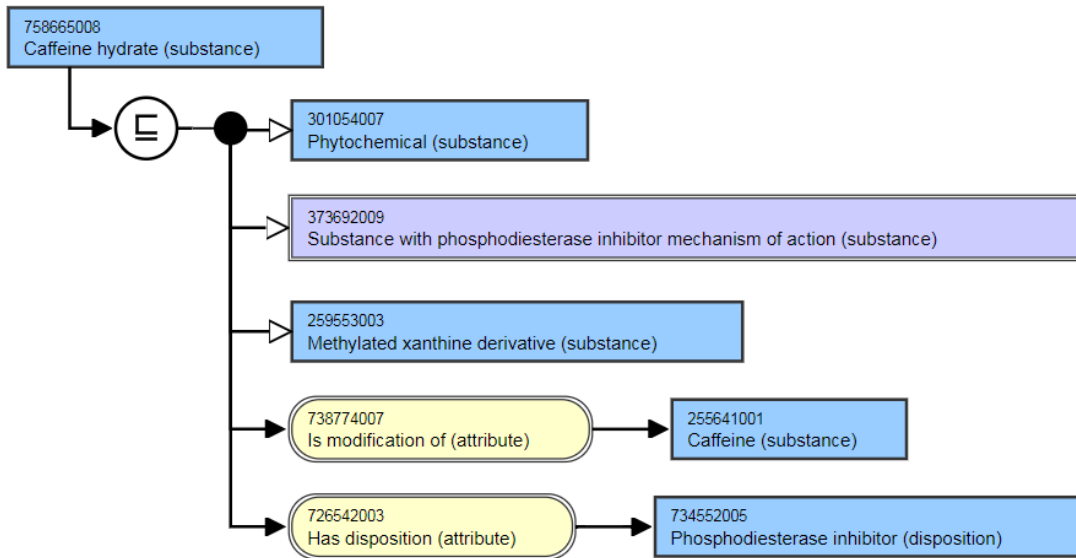 758665008
Caffeine hydrate (substance)
⊑
301054007
Phytochemical (substance)
373692009
Substance with phosphodiesterase inhibitor mechanism of action (substance)
259553003
Methylated xanthine derivative (substance)
738774007
Is modification of (attribute)
255641001
Caffeine (substance)
726542003
Has disposition (attribute)
734552005
Phosphodiesterase inhibitor (disposition)